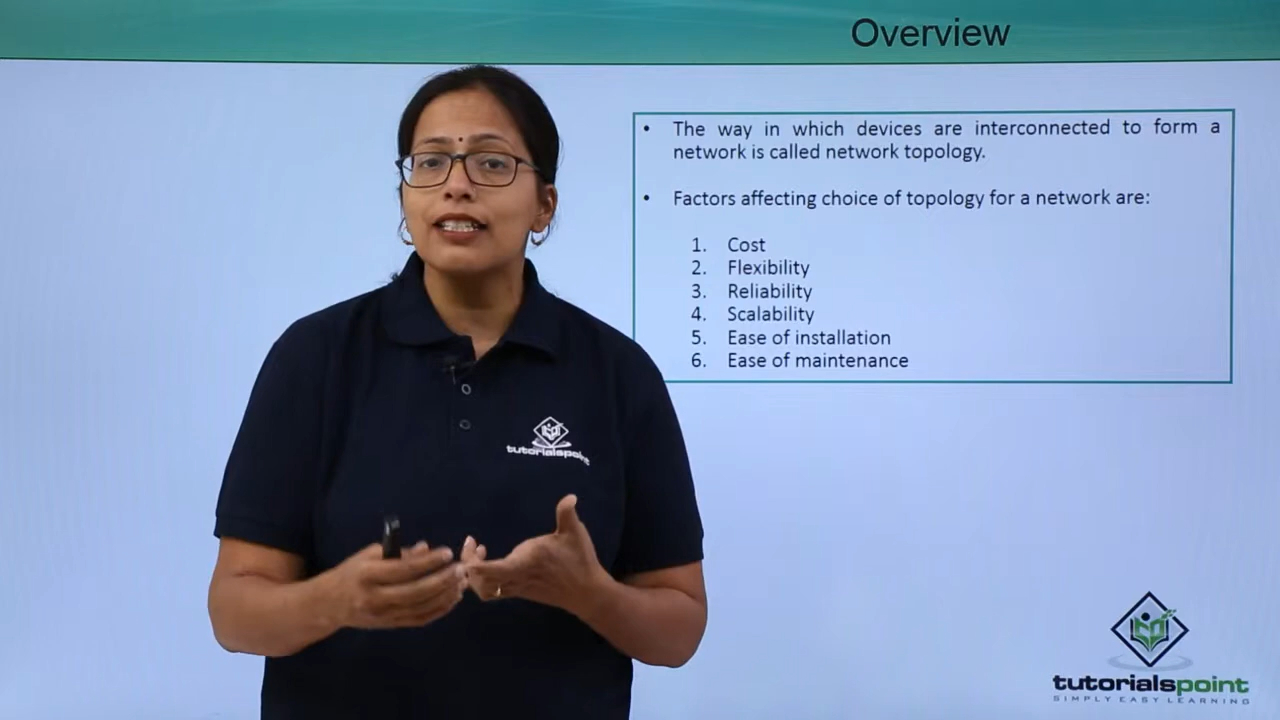 Overview
• The way in which devices are interconnected to form a
network is called network topology.
• Factors affecting choice of topology for a network are:
1. Cost
2. Flexibility
3. Reliability
4. Scalability
5. Ease of installation
6. Ease of maintenance
tutorialspoint
tutorialspoint
SIMPLY EASY LEARNING